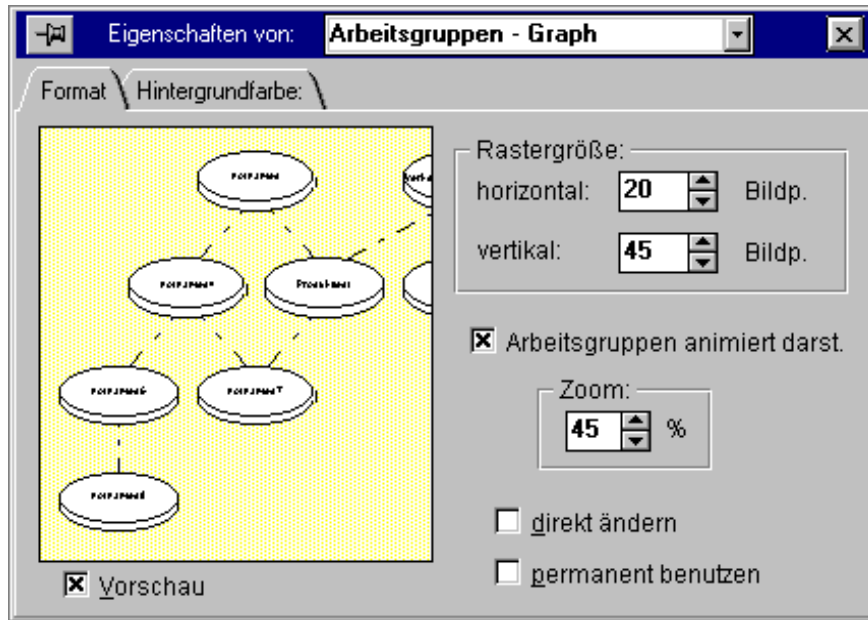 Eigenschaften von: Arbeitsgruppen - Graph
Format Hintergrundfarbe:
Rastergröße:
horizontal: 20 Bildp.
vertikal: 45 Bildp.
Arbeitsgruppen animiert darst.
Zoom:
45 %
direkt ändern
permanent benutzen
Vorschau